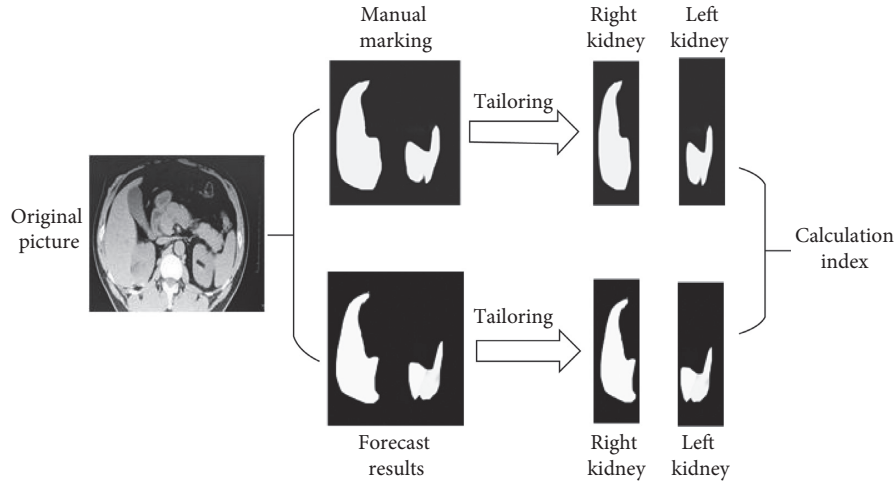 Manual
marking
Right
kidney
Left
kidney
Tailoring
Original
picture
Calculation
index
Tailoring
Forecast
results
Right
kidney
Left
kidney